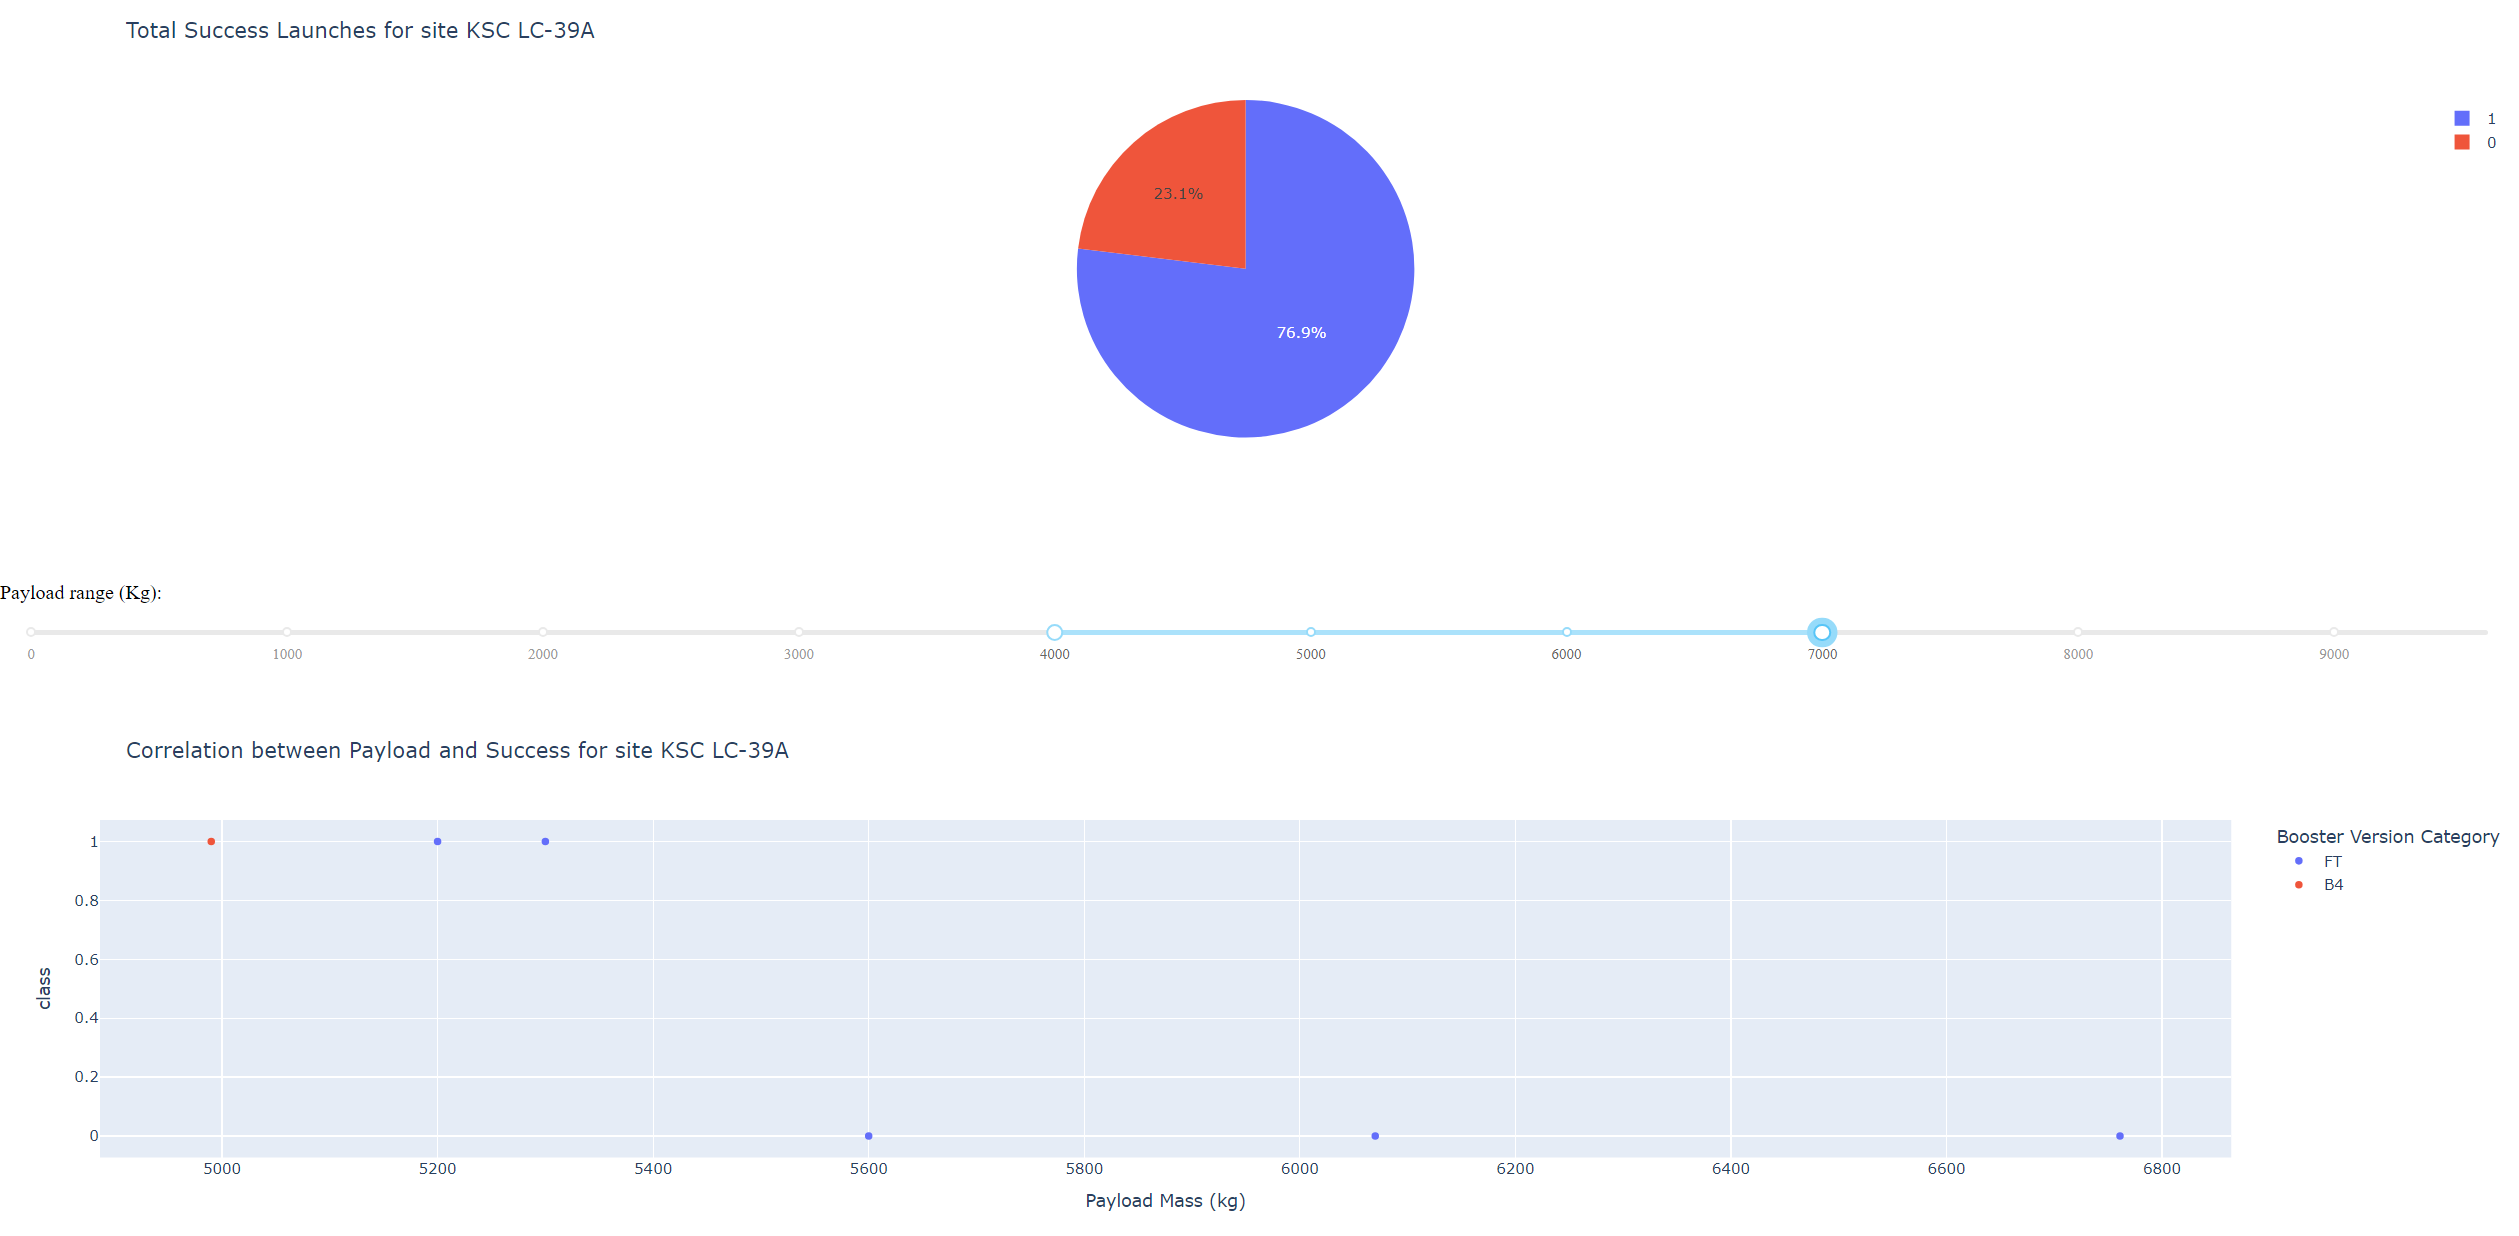 Total Success Launches for site KSC LC-39A
1
0
23.1%
76.9%
Payload range (Kg):
0 1000 2000 3000 4000 5000 6000 7000 8000 9000
Correlation between Payload and Success for site KSC LC-39A
Booster Version Category
FT
B4
1
0.8
0.6
0.4
0.2
0
class
5000 5200 5400 5600 5800 6000 6200 6400 6600 6800
Payload Mass (kg)